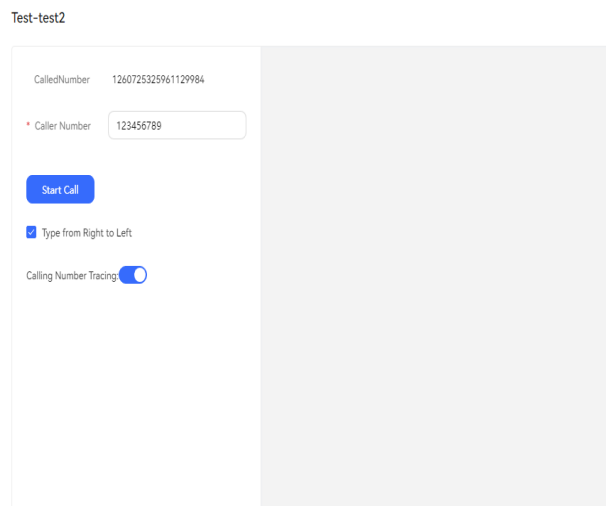 Test-test2
CalledNumber 1260725325961129984
* Caller Number 123456789
Start Call
Type from Right to Left
Calling Number Tracing: